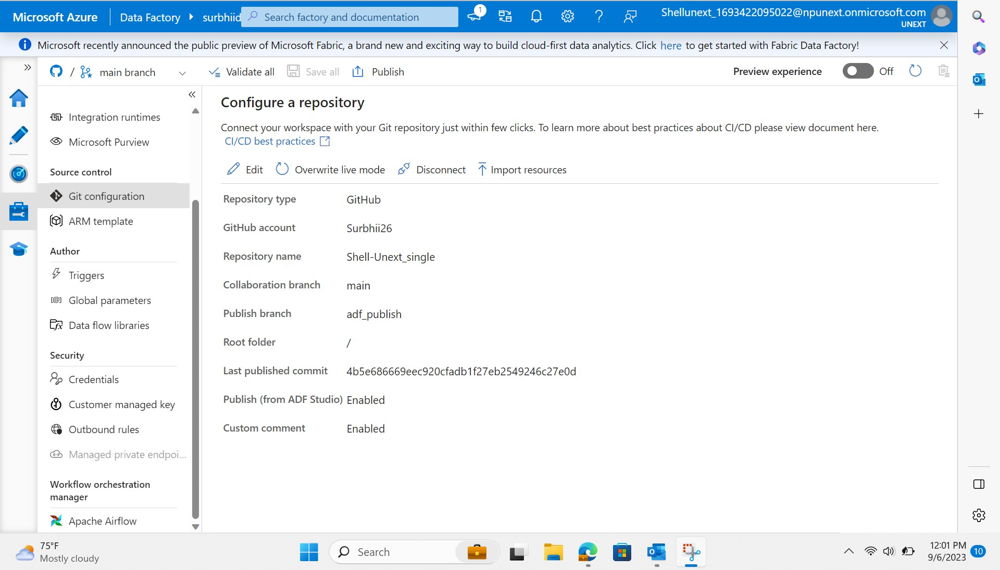 Microsoft Azure
Data Factory
surbhiid
Search factory and documentation
1
Shellunext_1693422095022@npunext.onmicrosoft.com
UNEXT
Microsoft recently announced the public preview of Microsoft Fabric, a brand new and exciting way to build cloud-first data analytics. Click here to get started with Fabric Data Factory!
/ main branch
Validate all
Save all
Publish
Preview experience
Off
Integration runtimes
Microsoft Purview
Source control
Git configuration
ARM template
Author
Triggers
Global parameters
Data flow libraries
Security
Credentials
Customer managed key
Outbound rules
Managed private endpoi...
Workflow orchestration
manager
Apache Airflow
Configure a repository
Connect your workspace with your Git repository just within few clicks. To learn more about best practices about CI/CD please view document here.
CI/CD best practices
Edit
Overwrite live mode
Disconnect
Import resources
Repository type GitHub
GitHub account Surbhii26
Repository name Shell-Unext_single
Collaboration branch main
Publish branch adf_publish
Root folder /
Last published commit 4b5e686669eec920cfadb1f27eb2549246c27e0d
Publish (from ADF Studio) Enabled
Custom comment Enabled
75°F
Mostly cloudy
Search
12:01 PM
9/6/2023
10